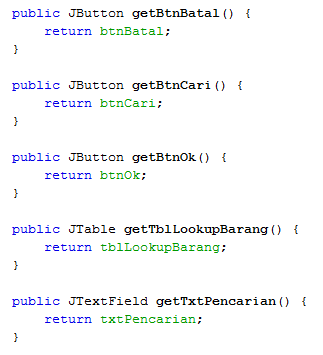 public JButton getBtnBatal() {
    return btnBatal;
}

public JButton getBtnCari() {
    return btnCari;
}

public JButton getBtnOk() {
    return btnOk;
}

public JTable getTblLookupBarang() {
    return tblLookupBarang;
}

public JTextField getTxtPencarian() {
    return txtPencarian;
}